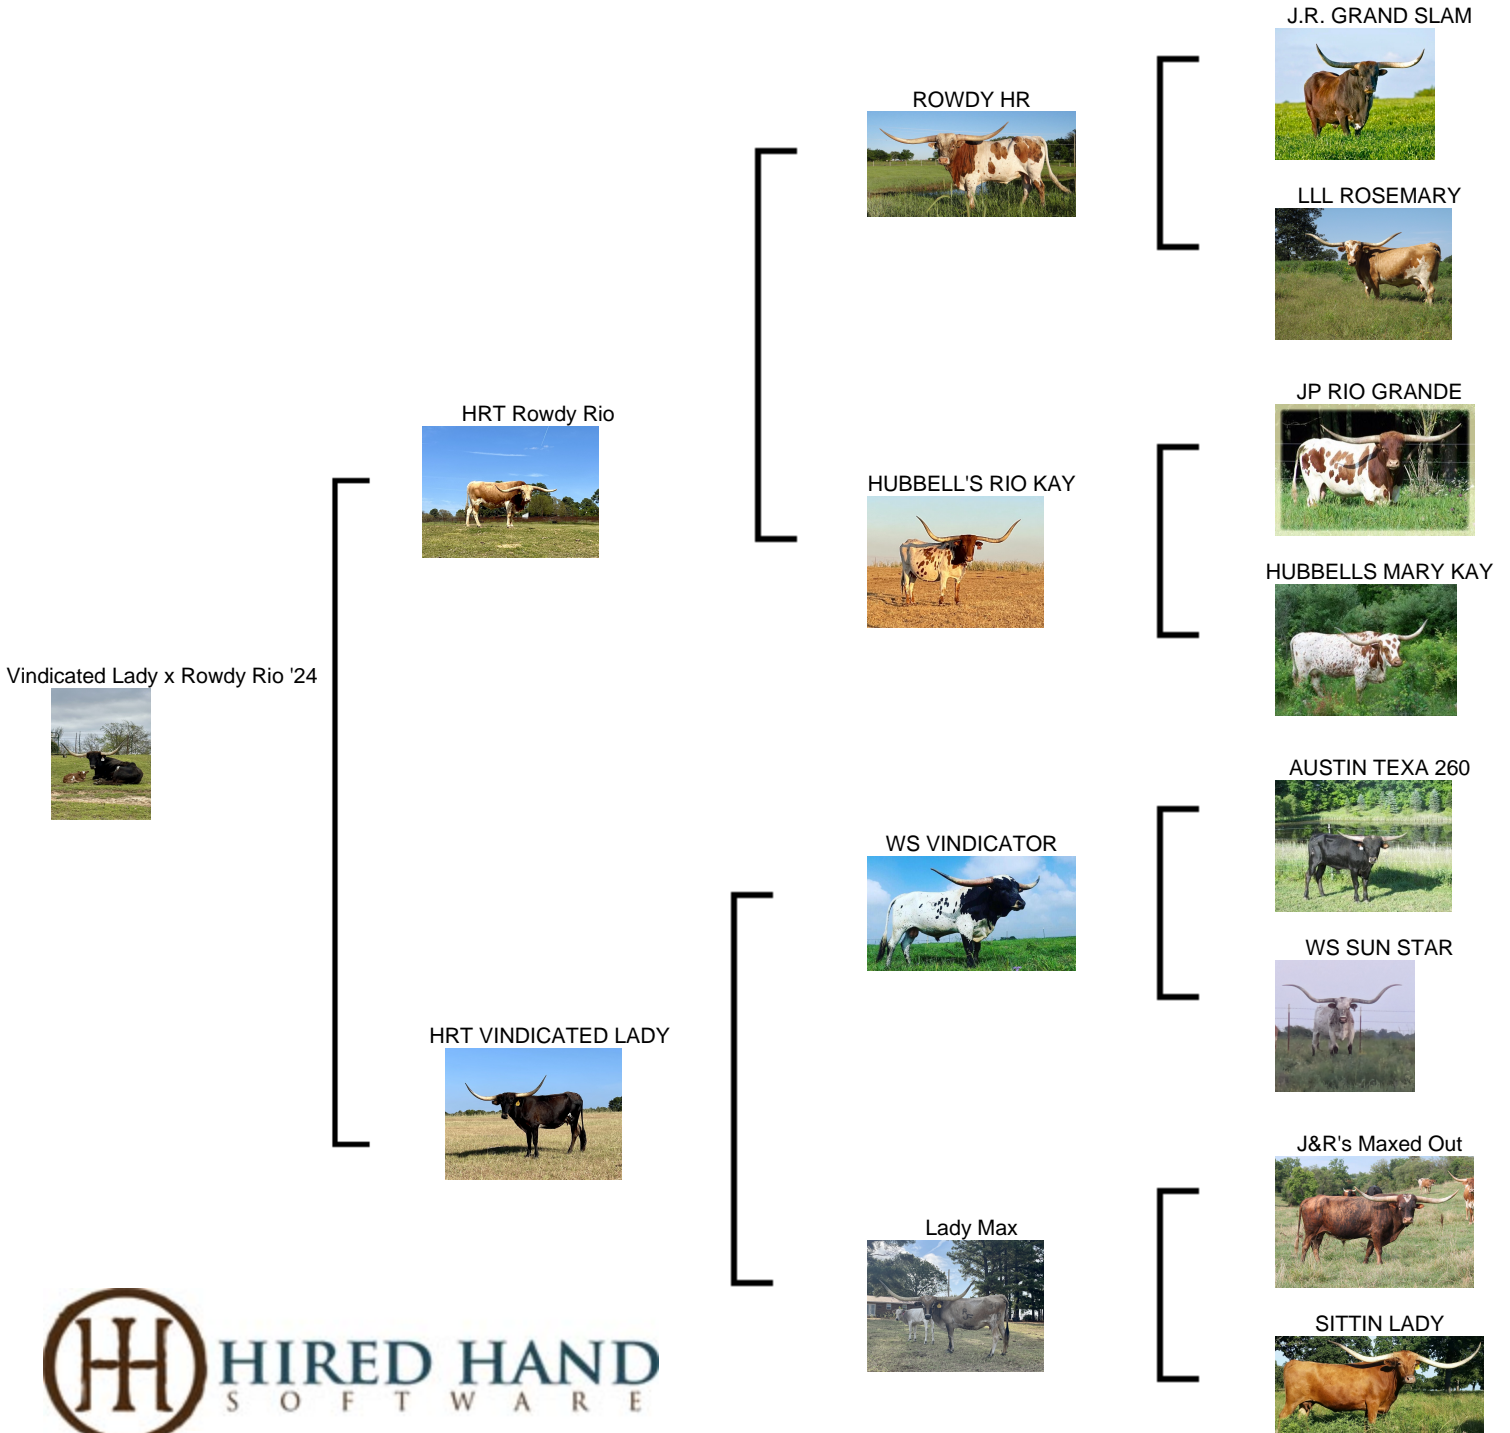 J.R. GRAND SLAM
ROWDY HR
LLL ROSEMARY
HRT Rowdy Rio
JP RIO GRANDE
HUBBELL'S RIO KAY
HUBBELLS MARY KAY
Vindicated Lady x Rowdy Rio '24
AUSTIN TEXA 260
WS VINDICATOR
WS SUN STAR
HRT VINDICATED LADY
J&R's Maxed Out
Lady Max
SITTIN LADY
HIRED HAND
SOFTWARE